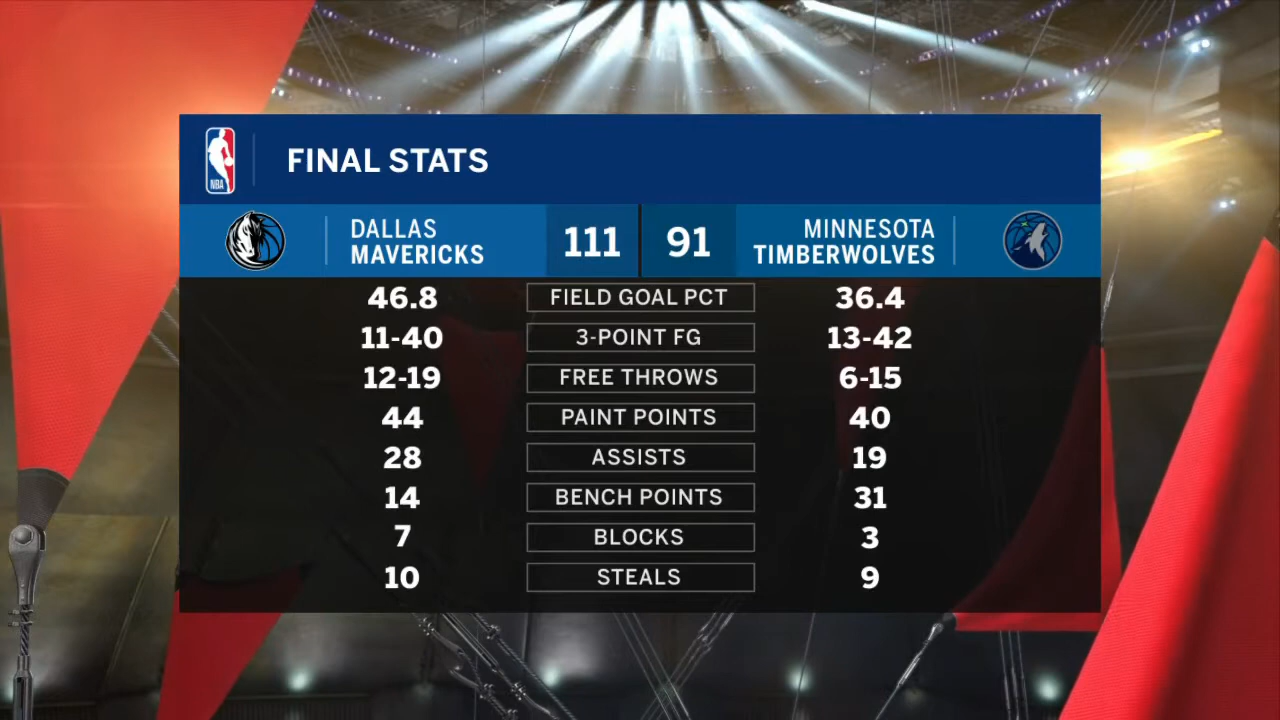 NBA
FINAL STATS
DALLAS
MAVERICKS
111
91
MINNESOTA
TIMBERWOLVES
46.8 FIELD GOAL PCT 36.4
11-40 3-POINT FG 13-42
12-19 FREE THROWS 6-15
44 PAINT POINTS 40
28 ASSISTS 19
14 BENCH POINTS 31
7 BLOCKS 3
10 STEALS 9